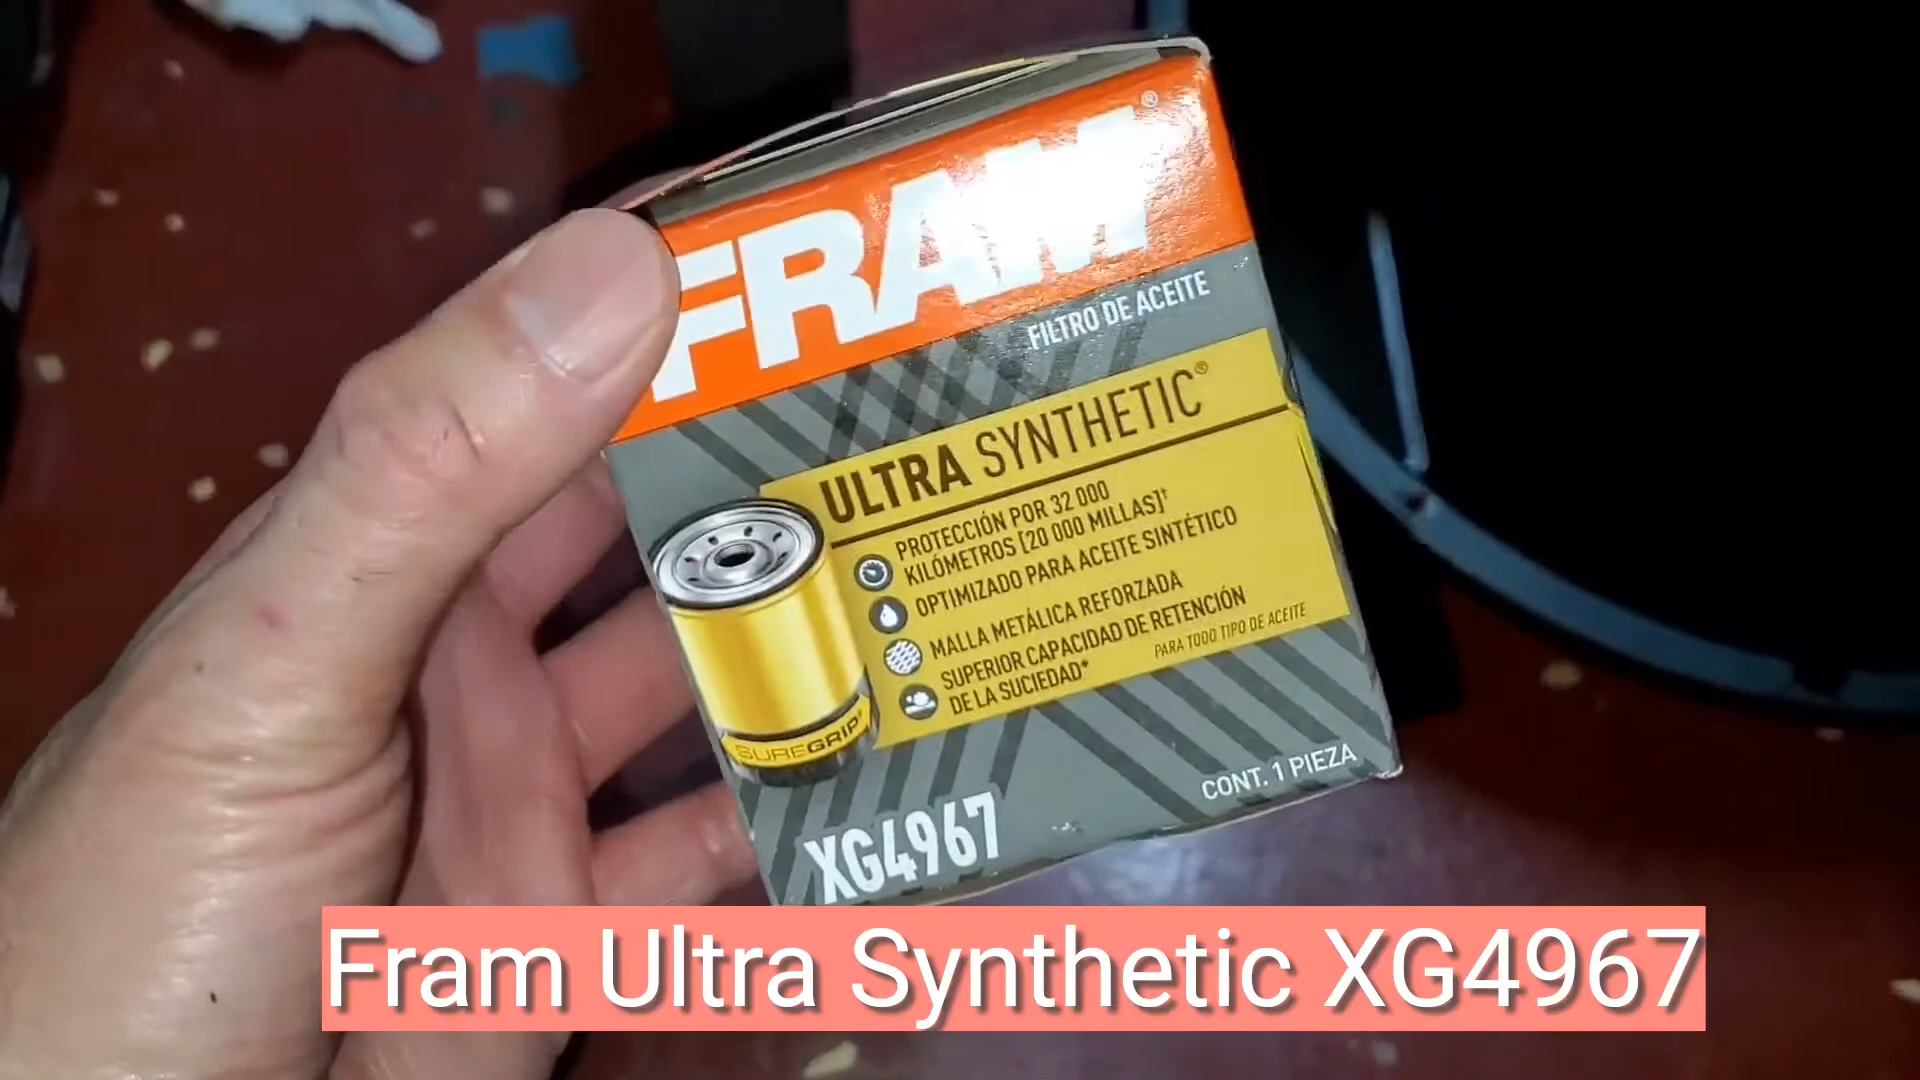 FRAM®
FILTRO DE ACEITE
ULTRA SYNTHETIC®
PROTECCIÓN POR 32 000
KILÓMETROS [20 000 MILLAS]†
OPTIMIZADO PARA ACEITE SINTÉTICO
MALLA METÁLICA REFORZADA
SUPERIOR CAPACIDAD DE RETENCIÓN
DE LA SUCIEDAD*
PARA TODO TIPO DE ACEITE
SUREGRIP®
CONT. 1 PIEZA
XG4967
Fram Ultra Synthetic XG4967